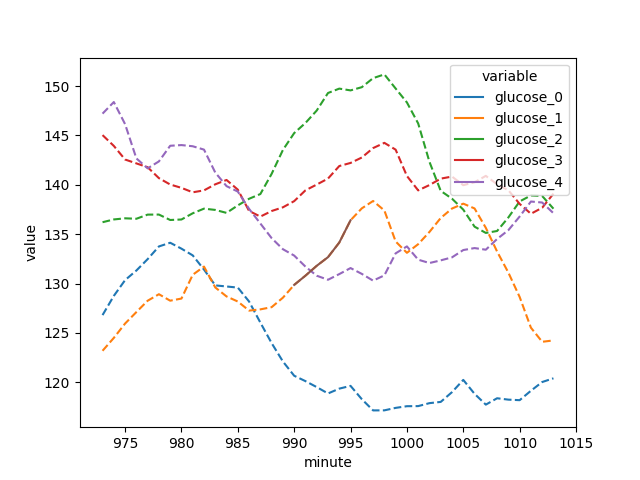 variable
glucose_0
glucose_1
glucose_2
glucose_3
glucose_4
value
150
145
140
135
130
125
120
975 980 985 990 995 1000 1005 1010 1015
minute